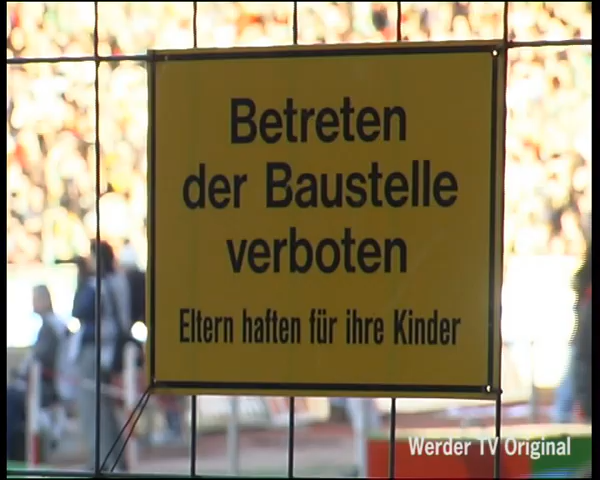 Betreten
der Baustelle
verboten
Eltern haften für ihre Kinder
Werder TV Original